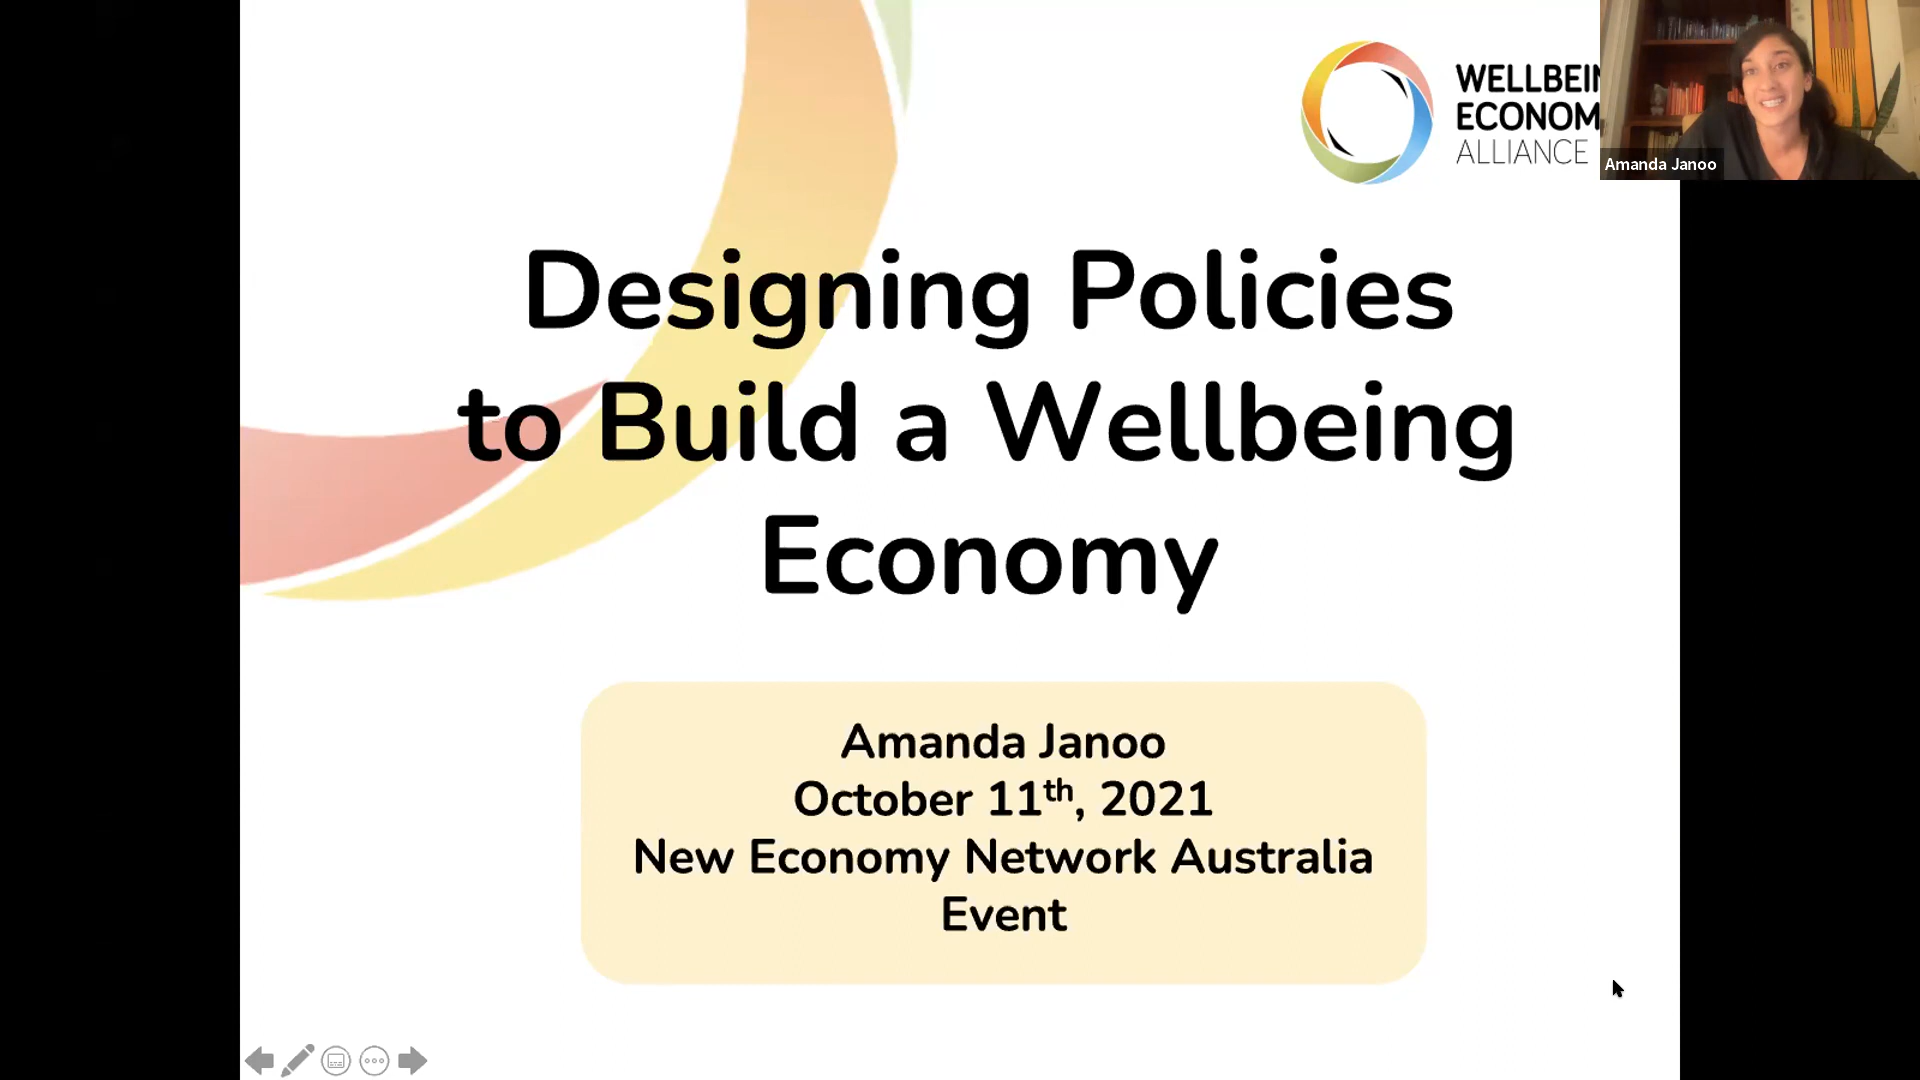 WELLBEIN
ECONOM
ALLIANCE
Amanda Janoo
Designing Policies
to Build a Wellbeing
Economy
Amanda Janoo
October 11th, 2021
New Economy Network Australia
Event